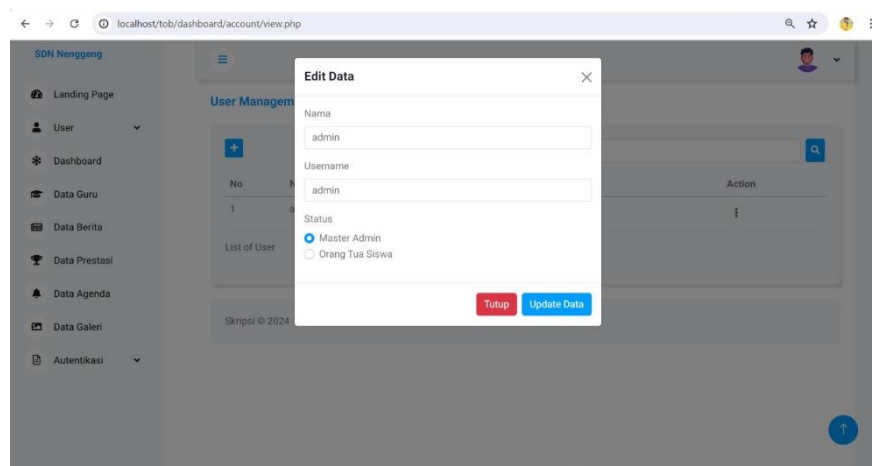 localhost/tob/dashboard/account/view.php
SDN Nenggeng
Landing Page
User
Dashboard
Data Guru
Data Berita
Data Prestasi
Data Agenda
Data Galeri
Autentikasi
User Managem
No N Action
1 a
List of User
Skripsi © 2024
Edit Data
Nama
admin
Username
admin
Status
Master Admin
Orang Tua Siswa
Tutup Update Data